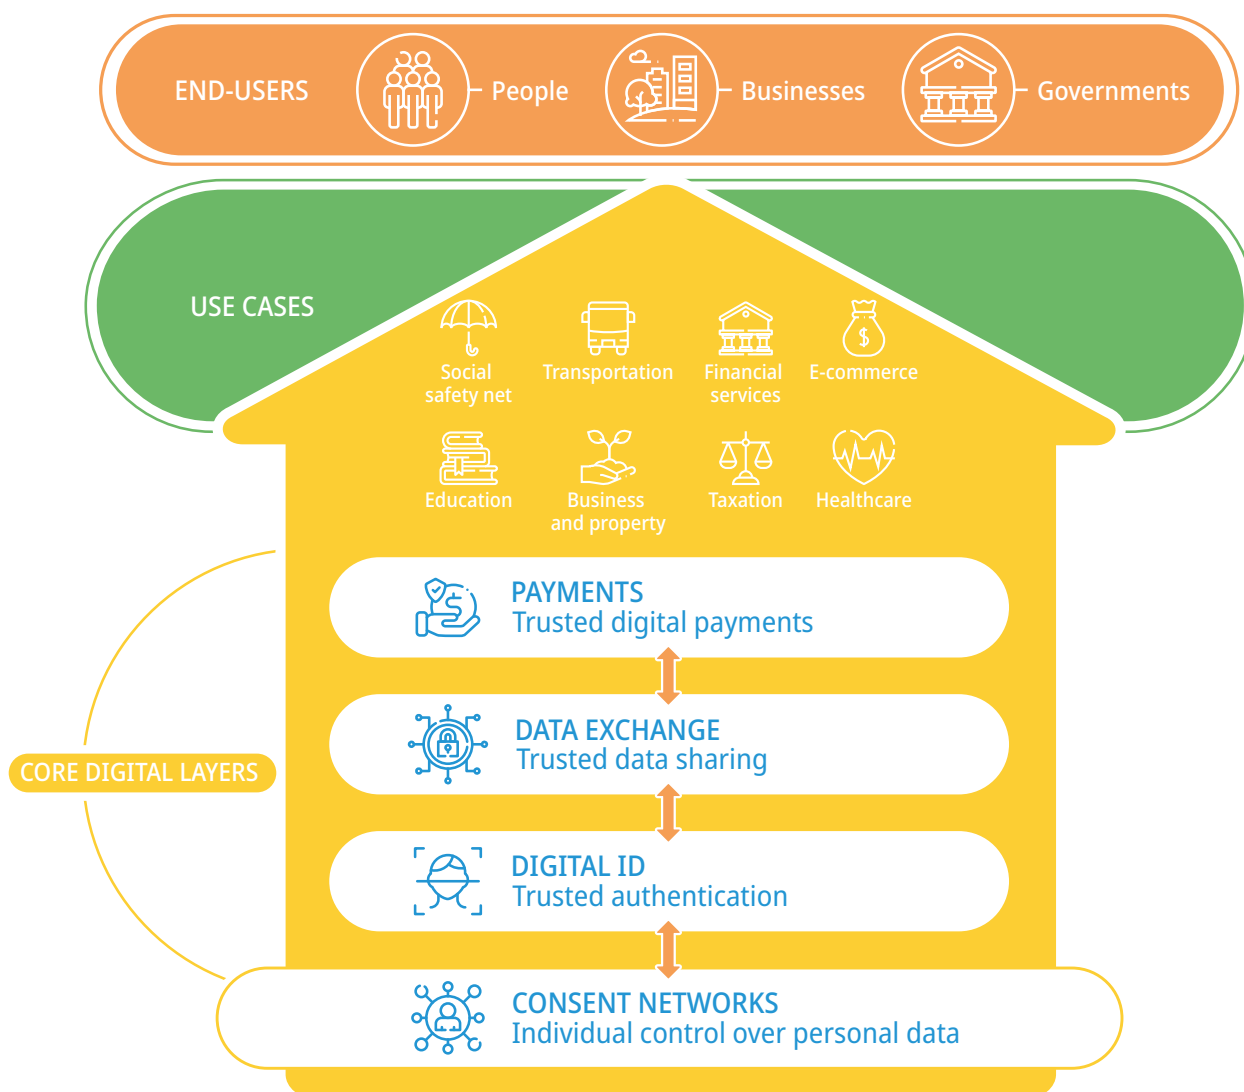 END-USERS
People
Businesses
Governments
USE CASES
Social
safety net
Transportation
Financial
services
E-commerce
$
Education
Business
and property
Taxation
Healthcare
CORE DIGITAL LAYERS
PAYMENTS
Trusted digital payments
$
DATA EXCHANGE
Trusted data sharing
DIGITAL ID
Trusted authentication
CONSENT NETWORKS
Individual control over personal data